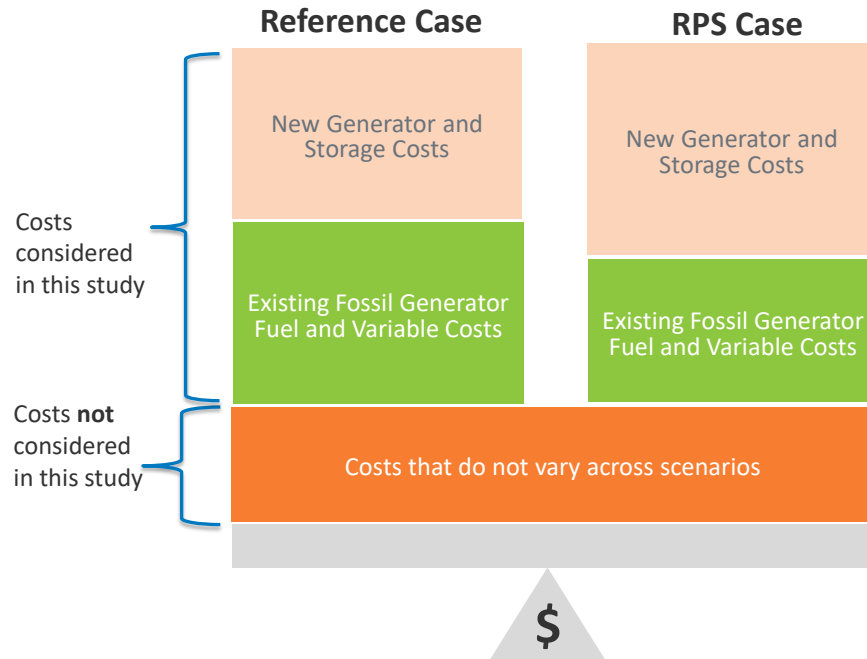 Reference Case
RPS Case
New Generator and
Storage Costs
New Generator and
Storage Costs
Costs
considered
in this study
Existing Fossil Generator
Fuel and Variable Costs
Existing Fossil Generator
Fuel and Variable Costs
Costs not
considered
in this study
Costs that do not vary across scenarios
$